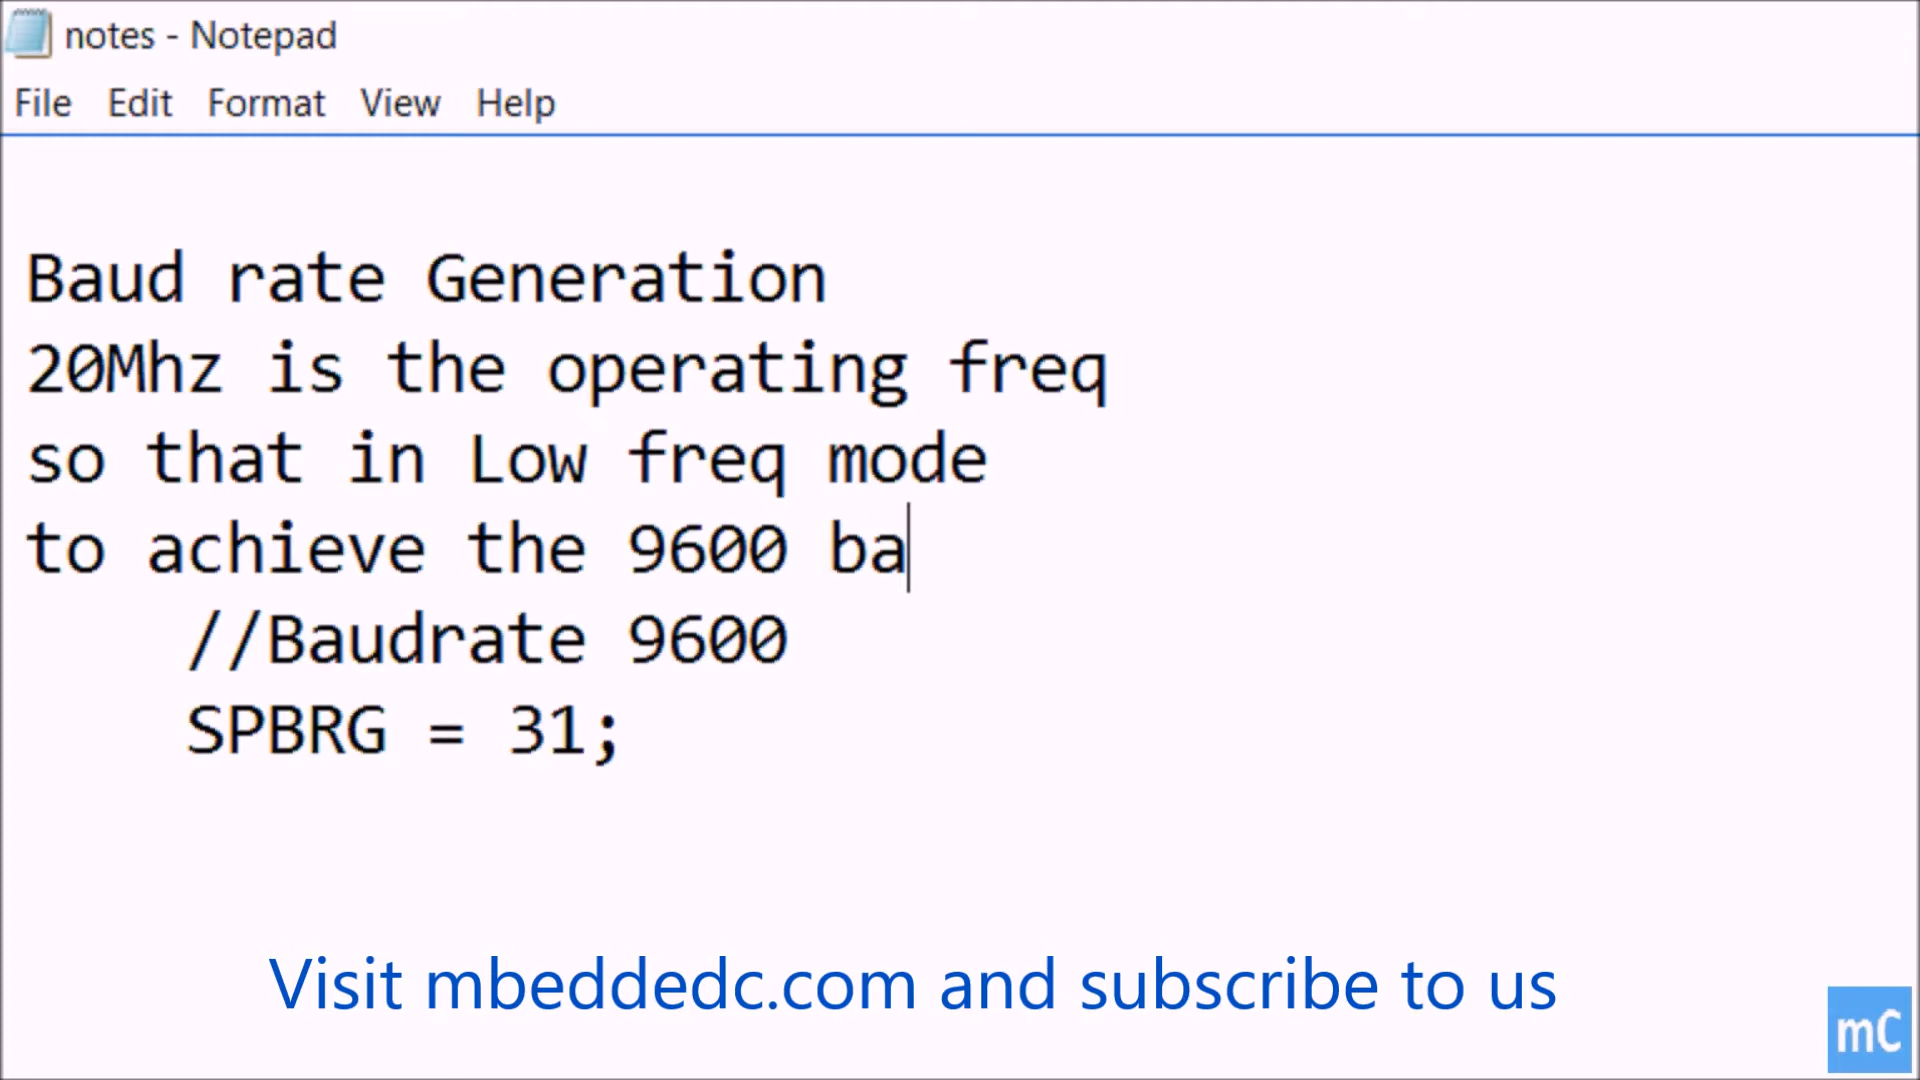 notes - Notepad
File Edit Format View Help
Baud rate Generation
20Mhz is the operating freq
so that in Low freq mode
to achieve the 9600 ba
//Baudrate 9600
SPBRG = 31;
Visit mbeddedc.com and subscribe to us
mC